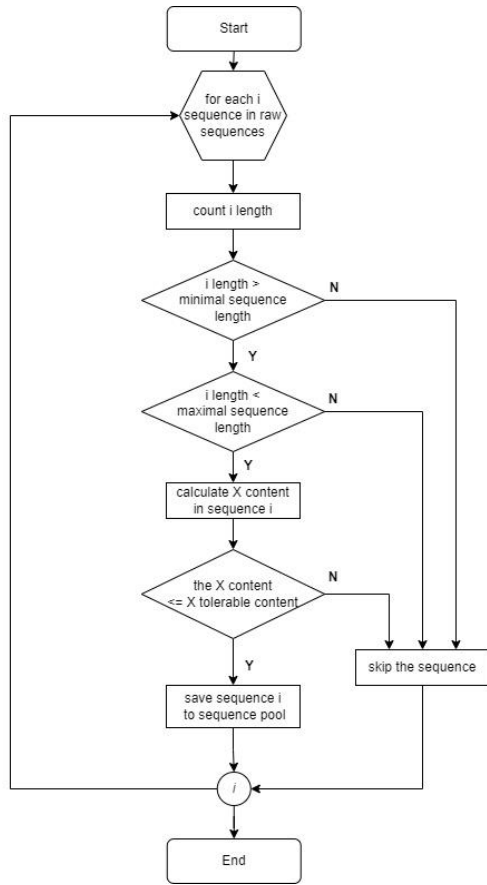 Start
for each i
sequence in raw
sequences
count i length
i length >
minimal sequence
length
N
Y
i length <
maximal sequence
length
N
Y
calculate X content
in sequence i
the X content
<= X tolerable content
N
Y
skip the sequence
save sequence i
to sequence pool
i
End